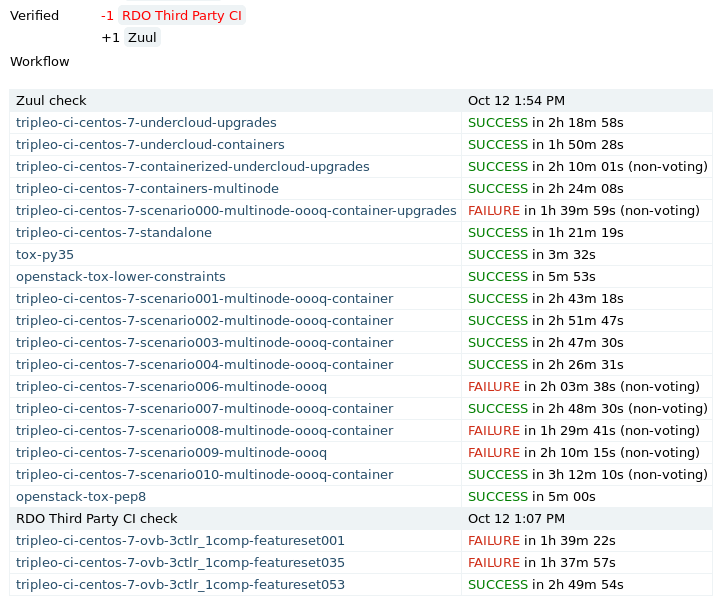 Verified -1 RDO Third Party CI
+1 Zuul
Workflow
Zuul check Oct 12 1:54 PM
tripleo-ci-centos-7-undercloud-upgrades SUCCESS in 2h 18m 58s
tripleo-ci-centos-7-undercloud-containers SUCCESS in 1h 50m 28s
tripleo-ci-centos-7-containerized-undercloud-upgrades SUCCESS in 2h 10m 01s (non-voting)
tripleo-ci-centos-7-containers-multinode SUCCESS in 2h 24m 08s
tripleo-ci-centos-7-scenario000-multinode-oooq-container-upgrades FAILURE in 1h 39m 59s (non-voting)
tripleo-ci-centos-7-standalone SUCCESS in 1h 21m 19s
tox-py35 SUCCESS in 3m 32s
openstack-tox-lower-constraints SUCCESS in 5m 53s
tripleo-ci-centos-7-scenario001-multinode-oooq-container SUCCESS in 2h 43m 18s
tripleo-ci-centos-7-scenario002-multinode-oooq-container SUCCESS in 2h 51m 47s
tripleo-ci-centos-7-scenario003-multinode-oooq-container SUCCESS in 2h 47m 30s
tripleo-ci-centos-7-scenario004-multinode-oooq-container SUCCESS in 2h 26m 31s
tripleo-ci-centos-7-scenario006-multinode-oooq FAILURE in 2h 03m 38s (non-voting)
tripleo-ci-centos-7-scenario007-multinode-oooq-container SUCCESS in 2h 48m 30s (non-voting)
tripleo-ci-centos-7-scenario008-multinode-oooq-container FAILURE in 1h 29m 41s (non-voting)
tripleo-ci-centos-7-scenario009-multinode-oooq FAILURE in 2h 10m 15s (non-voting)
tripleo-ci-centos-7-scenario010-multinode-oooq-container SUCCESS in 3h 12m 10s (non-voting)
openstack-tox-pep8 SUCCESS in 5m 00s
RDO Third Party CI check Oct 12 1:07 PM
tripleo-ci-centos-7-ovb-3ctlr_1comp-featureset001 FAILURE in 1h 39m 22s
tripleo-ci-centos-7-ovb-3ctlr_1comp-featureset035 FAILURE in 1h 37m 57s
tripleo-ci-centos-7-ovb-3ctlr_1comp-featureset053 SUCCESS in 2h 49m 54s